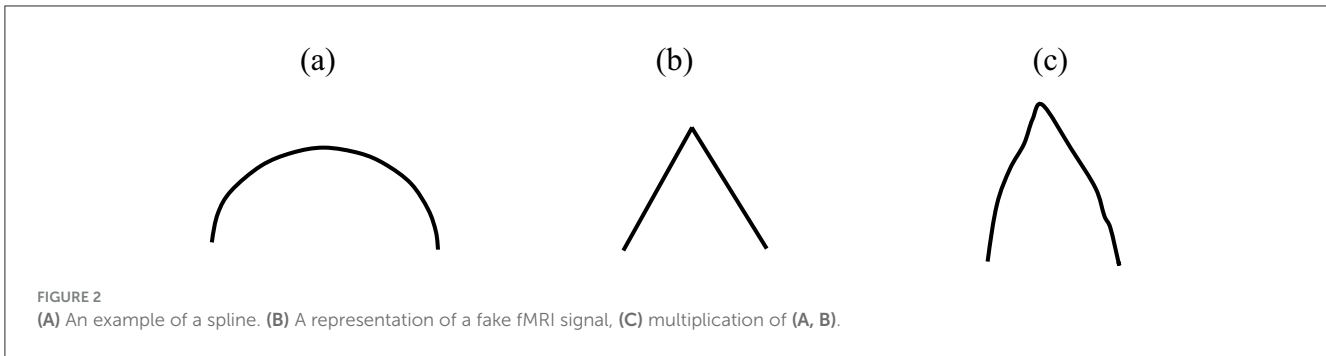 (a) (b) (c)
FIGURE 2
(A) An example of a spline. (B) A representation of a fake fMRI signal, (C) multiplication of (A, B).